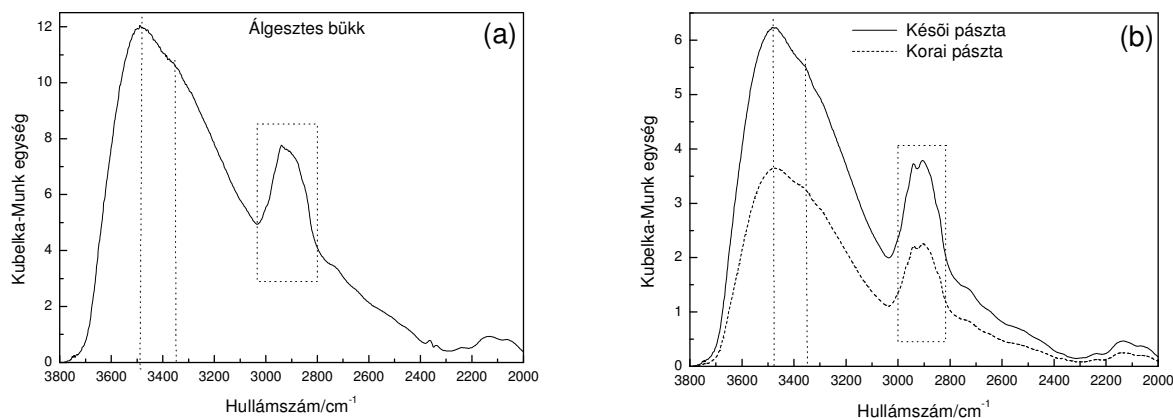 Álgesztes bükk
(a)
Kubelka-Munk egység
12
10
8
6
4
2
0
3800 3600 3400 3200 3000 2800 2600 2400 2200 2000
Hullámszám/cm⁻¹
Késõi pászta
Korai pászta
(b)
Kubelka-Munk egység
6
5
4
3
2
1
0
3800 3600 3400 3200 3000 2800 2600 2400 2200 2000
Hullámszám/cm⁻¹